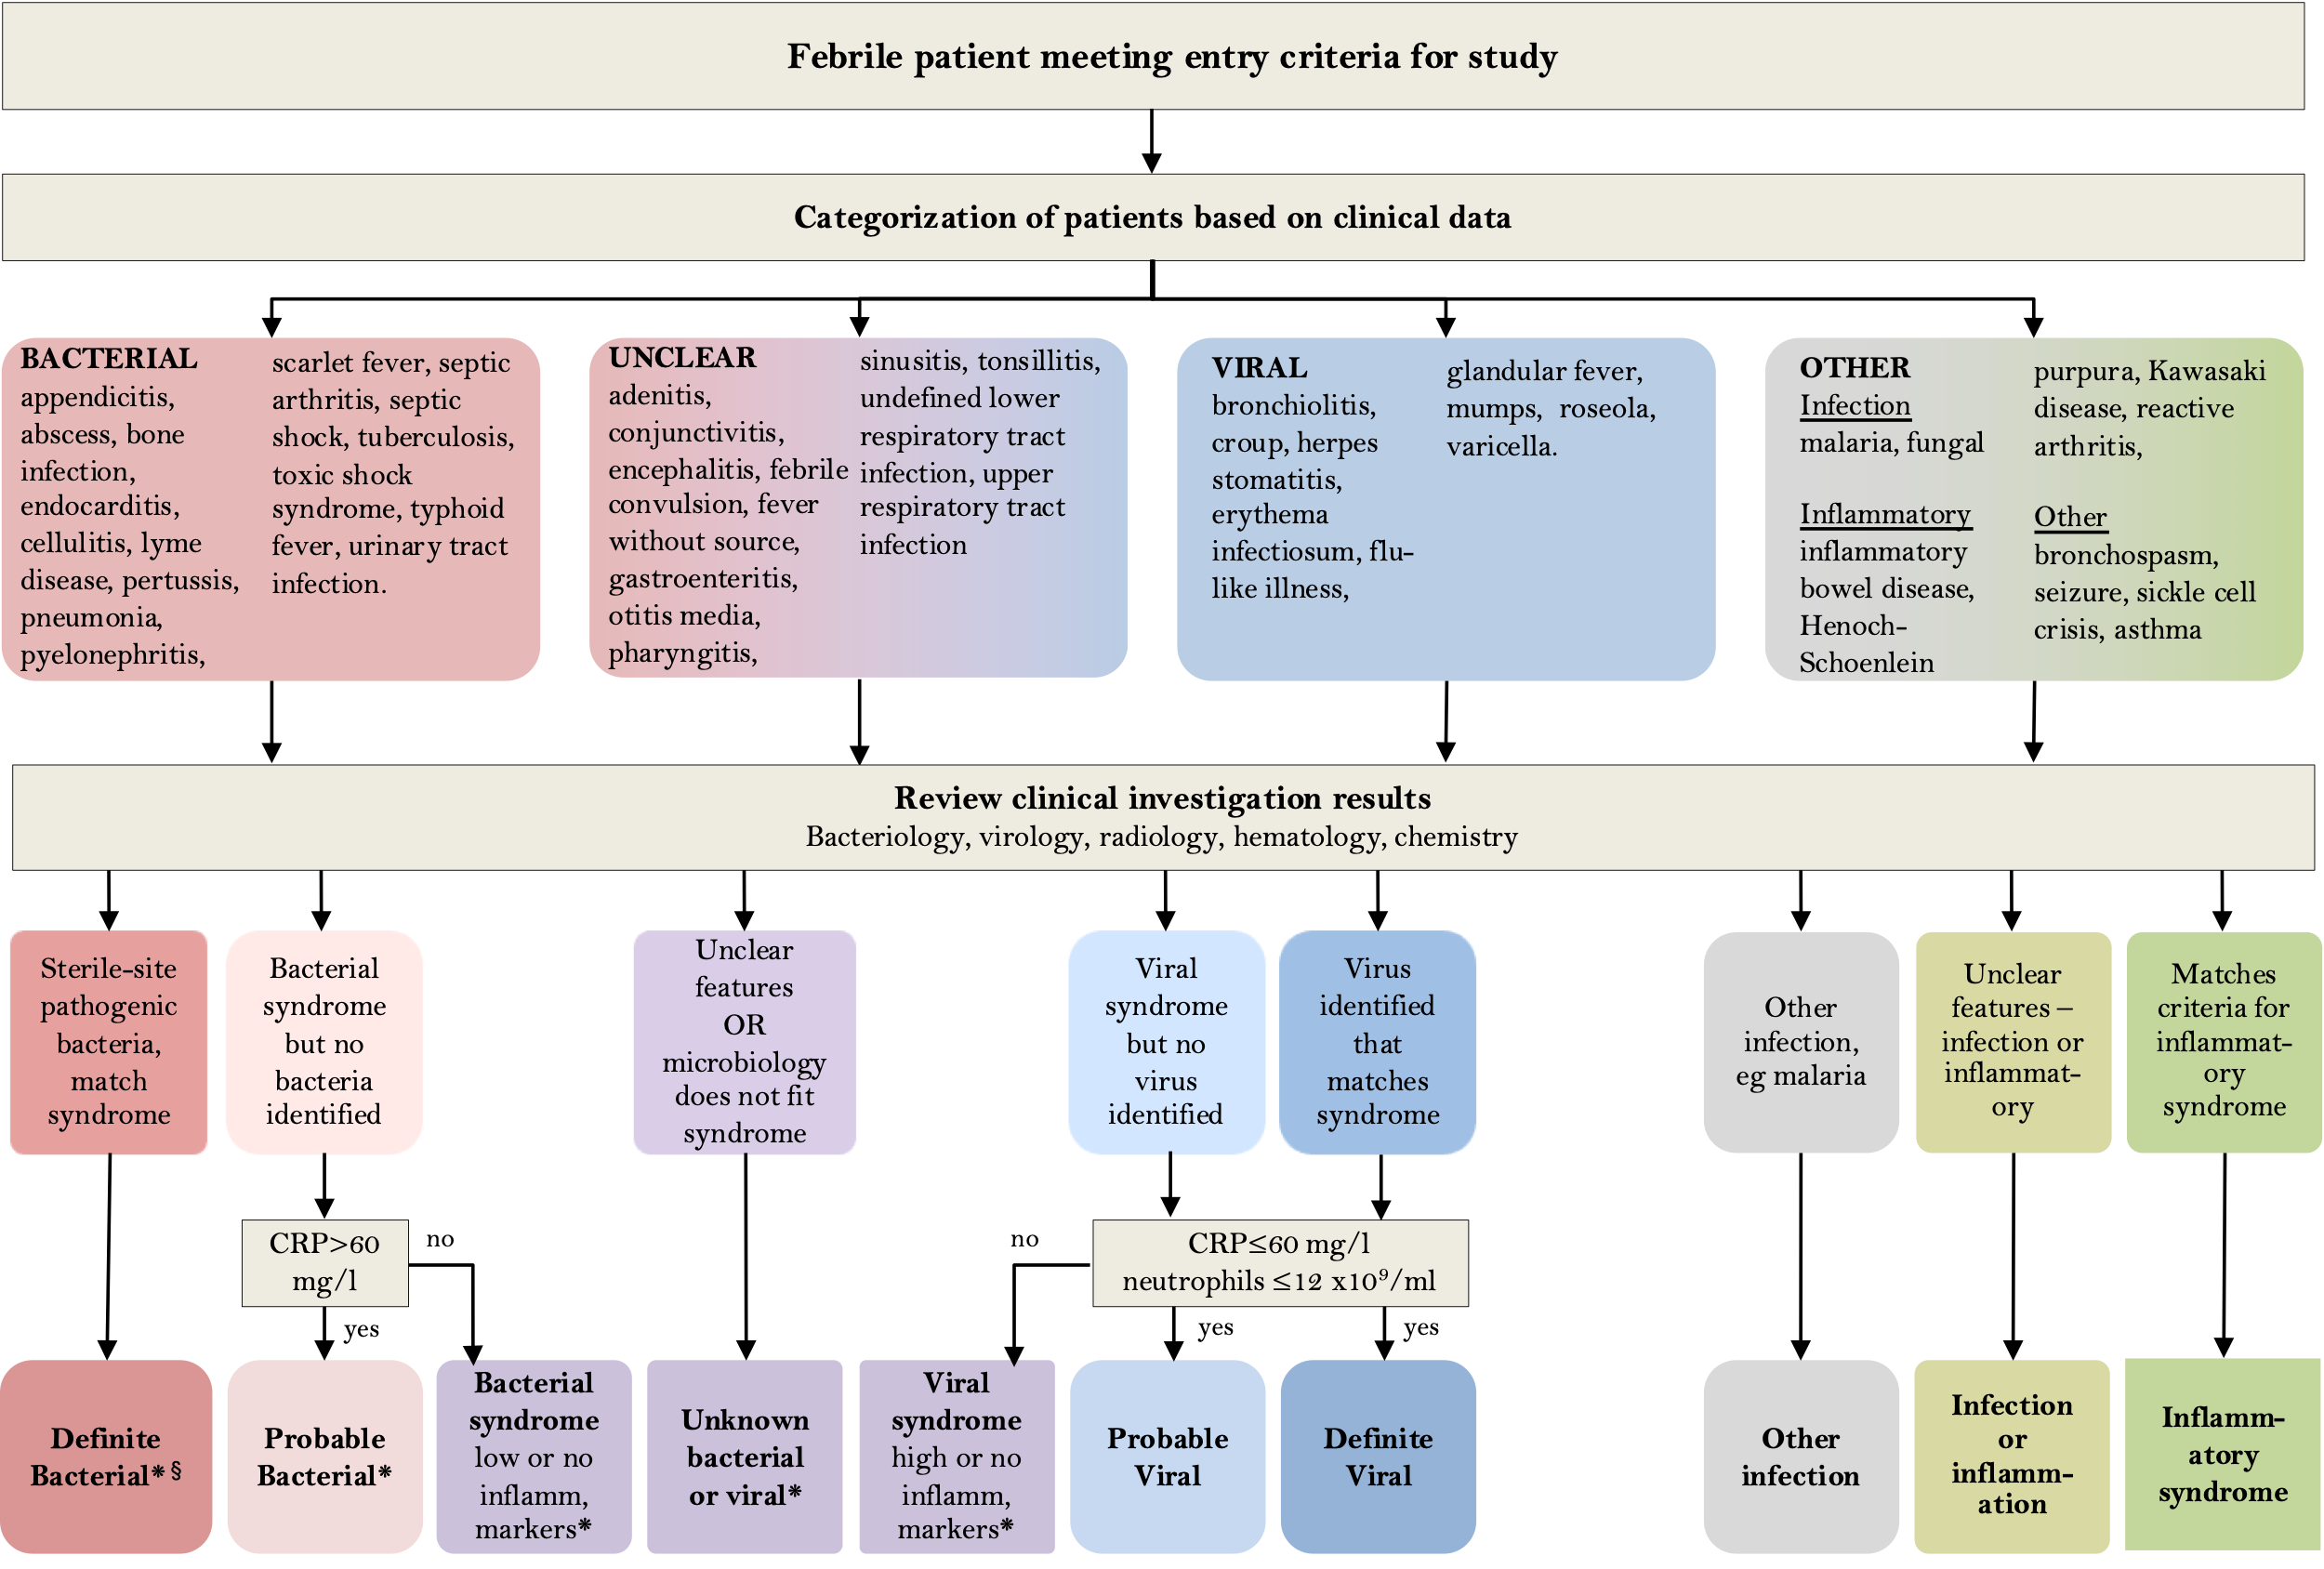 Febrile patient meeting entry criteria for study
Categorization of patients based on clinical data
BACTERIAL
appendicitis,
abscess, bone
infection,
endocarditis,
cellulitis, lyme
disease, pertussis,
pneumonia,
pyelonephritis,
scarlet fever, septic
arthritis, septic
shock, tuberculosis,
toxic shock
syndrome, typhoid
fever, urinary tract
infection.
UNCLEAR
adenitis,
conjunctivitis,
encephalitis, febrile
convulsion, fever
without source,
gastroenteritis,
otitis media,
pharyngitis,
sinusitis, tonsillitis,
undefined lower
respiratory tract
infection, upper
respiratory tract
infection
VIRAL
bronchiolitis,
croup, herpes
stomatitis,
erythema
infectiosum, flu-
like illness,
glandular fever,
mumps, roseola,
varicella.
OTHER
Infection
malaria, fungal
Inflammatory
inflammatory
bowel disease,
Henoch-
Schoenlein
purpura, Kawasaki
disease, reactive
arthritis,
Other
bronchospasm,
seizure, sickle cell
crisis, asthma
Review clinical investigation results
Bacteriology, virology, radiology, hematology, chemistry
Sterile-site
pathogenic
bacteria,
match
syndrome
Bacterial
syndrome
but no
bacteria
identified
Unclear
features
OR
microbiology
does not fit
syndrome
Viral
syndrome
but no
virus
identified
Virus
identified
that
matches
syndrome
Other
infection,
eg malaria
Unclear
features –
infection or
inflammat-
ory
Matches
criteria for
inflammat-
ory
syndrome
CRP>60
mg/l
no
yes
no
CRP≤60 mg/l
neutrophils ≤12 x10⁹/ml
yes
yes
Definite
Bacterial*§
Probable
Bacterial*
Bacterial
syndrome
low or no
inflamm,
markers*
Unknown
bacterial
or viral*
Viral
syndrome
high or no
inflamm,
markers*
Probable
Viral
Definite
Viral
Other
infection
Infection
or
inflamm-
ation
Inflamm-
atory
syndrome